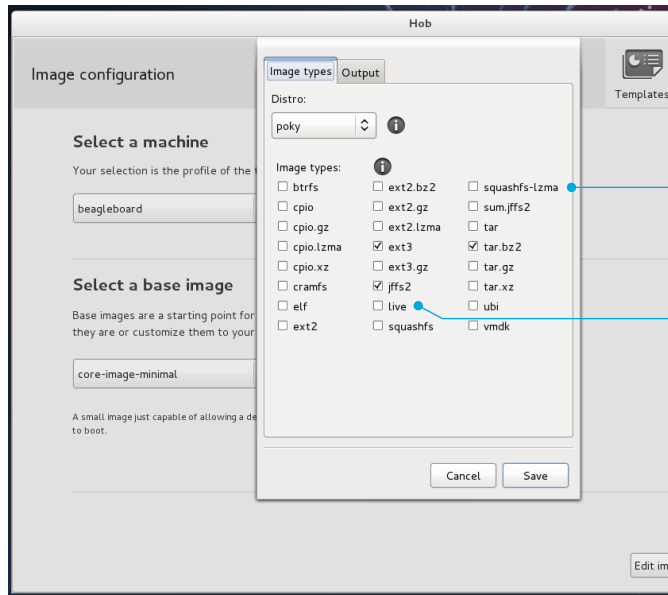 Hob
Image configuration
Templates
Select a machine
Your selection is the profile of the
beagleboard
Select a base image
Base images are a starting point for
they are or customize them to your
core-image-minimal
A small image just capable of allowing a de
to boot.
Image types
Output
Distro:
poky
Image types:
btrfs ext2.bz2 squashfs-lzma
cpio ext2.gz sum.jffs2
cpio.gz ext2.lzma tar
cpio.lzma ext3 tar.bz2
cpio.xz ext3.gz tar.gz
cramfs jffs2 tar.xz
elf live ubi
ext2 squashfs vmdk
Cancel
Save
Edit im